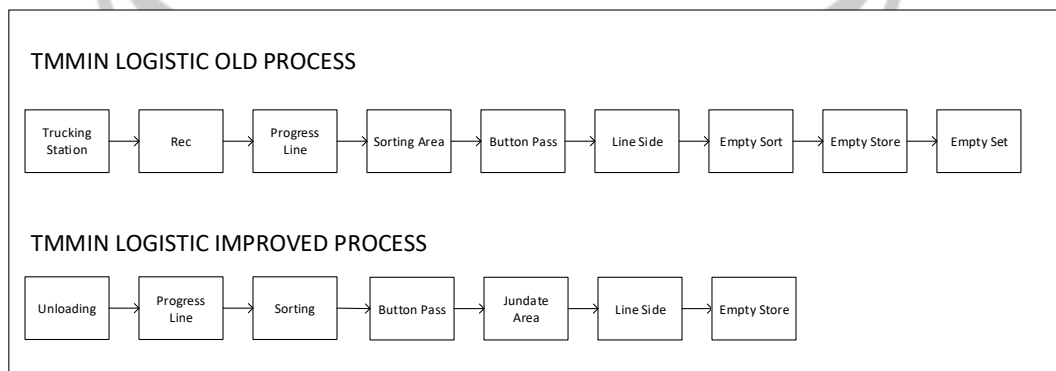 TMMIN LOGISTIC OLD PROCESS
Trucking
Station
Rec
Progress
Line
Sorting Area
Button Pass
Line Side
Empty Sort
Empty Store
Empty Set
TMMIN LOGISTIC IMPROVED PROCESS
Unloading
Progress
Line
Sorting
Button Pass
Jundate
Area
Line Side
Empty Store